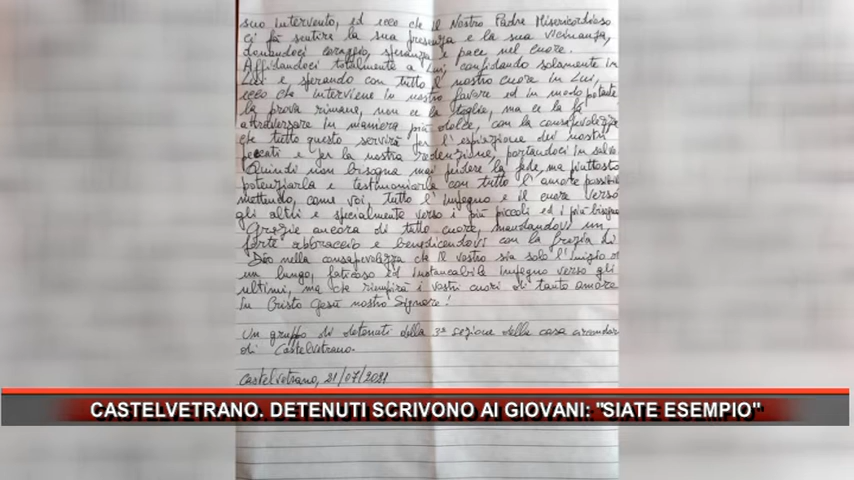 suo intervento, ed ecco che il Nostro Padre Misericordioso
ci fà sentire la sua presenza e la sua vicinanza,
donandoci coraggio, speranza e pace nel cuore.
Affidandoci totalmente a Lui, confidando solamente in
Lui e sperando con tutto il nostro cuore in Lui,
ecco che interviene in nostro favore ed in modo potente
la prova rimane, non ce la toglie, ma ce la fà
attraversare in maniera più dolce, con la consapevolezza
che tutto questo servirà per l'espiazione dei nostri
peccati e per la nostra redenzione, portandoci in salvo.
Quindi non bisogna mai perdere la fede, ma piuttosto
potenziarla e testimoniarla con tutto l'amore possibile
mettendo, come voi, tutto l'impegno e il cuore verso
gli altri e specialmente verso i più piccoli ed i più
Grazie ancora di tutto cuore, mandandovi un
forte abbraccio e benedicendovi con la grazia di
Dio nella consapevolezza che il vostro sia solo l'inizio di
un lungo, faticoso ed instancabile impegno verso gli
ultimi, ma che riempirà i vostri cuori di tanto amore
in Cristo Gesù nostro Signore!
Un gruppo di detenuti della 3ª sezione della casa
di Castelvetrano.
Castelvetrano, 21/07/2021
CASTELVETRANO. DETENUTI SCRIVONO AI GIOVANI: "SIATE ESEMPIO"